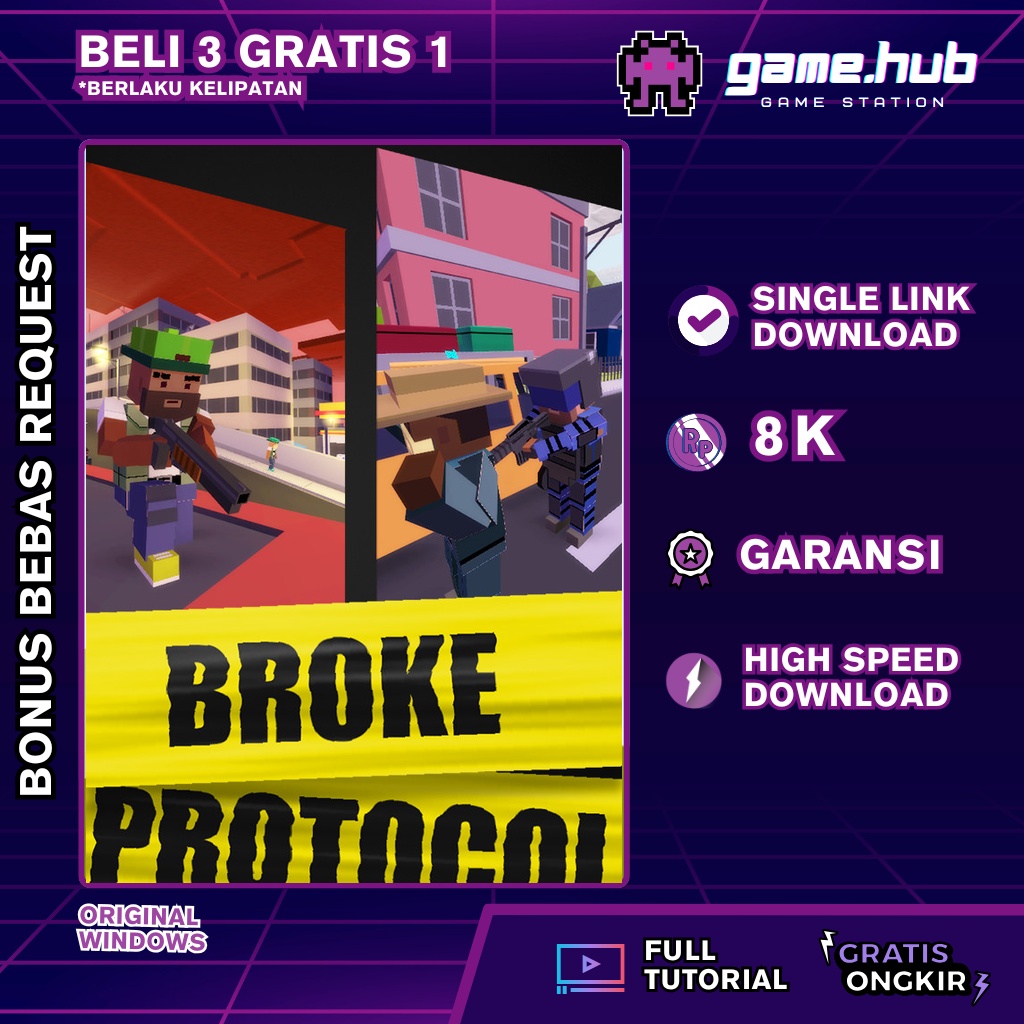 BELI 3 GRATIS 1
*BERLAKU KELIPATAN
game.hub
GAME STATION
BONUS BEBAS REQUEST
SINGLE LINK
DOWNLOAD
RP
8K
GARANSI
HIGH SPEED
DOWNLOAD
BROKE
PROTOCOL
ORIGINAL
WINDOWS
FULL
TUTORIAL
GRATIS
ONGKIR